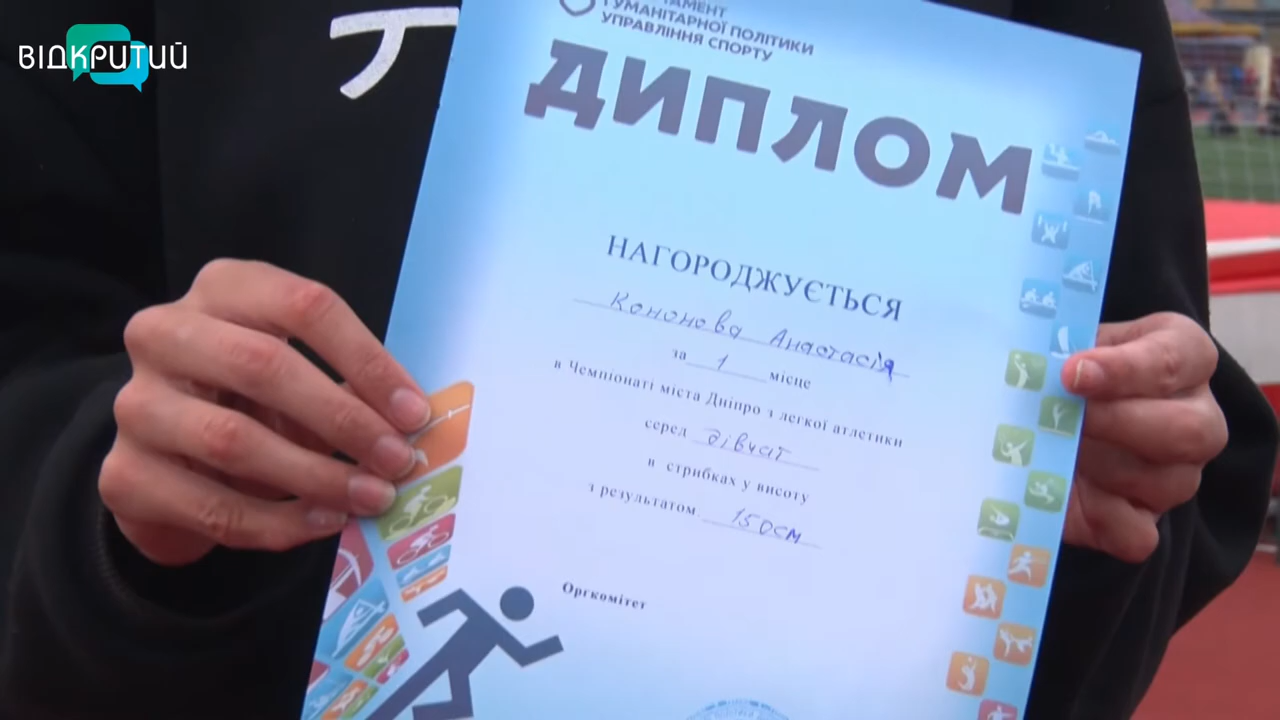 ВІДКРИТИЙ
ГУМАНІТАРНОЇ ПОЛІТИКИ
УПРАВЛІННЯ СПОРТУ
ДИПЛОМ
НАГОРОДЖУЄТЬСЯ
Кононова Анастасія
за 1 місце
в Чемпіонаті міста Дніпро з легкої атлетики
серед дівчат
в стрибках у висоту
з результатом 150см
Оргкомітет